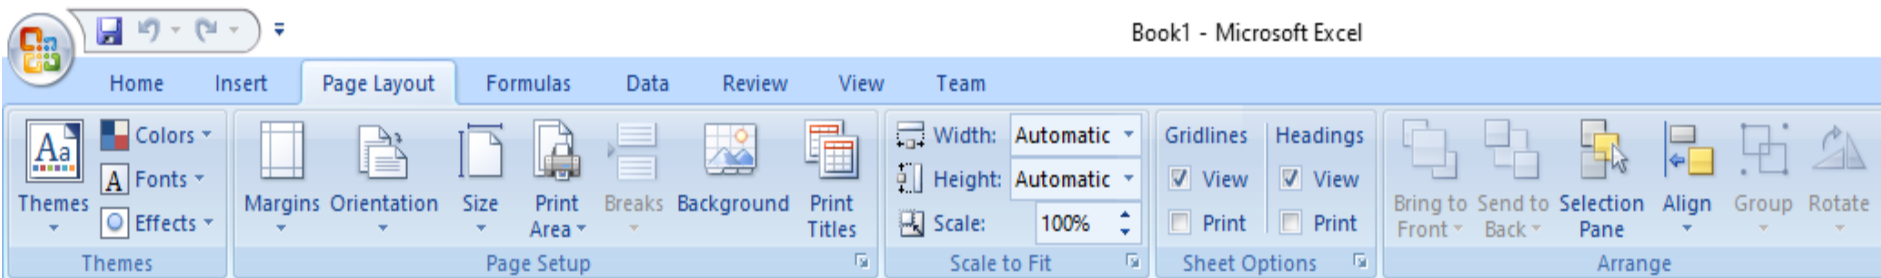 Book1 - Microsoft Excel
Home Insert Page Layout Formulas Data Review View Team
Aa Colors Width: Automatic Gridlines Headings
A Fonts Height: Automatic View View
Themes Margins Orientation Size Print Breaks Background Print Bring to Send to Selection Align Group Rotate
Effects Area Titles Scale: 100% Print Print Front Back Pane
Themes Page Setup Scale to Fit Sheet Options Arrange